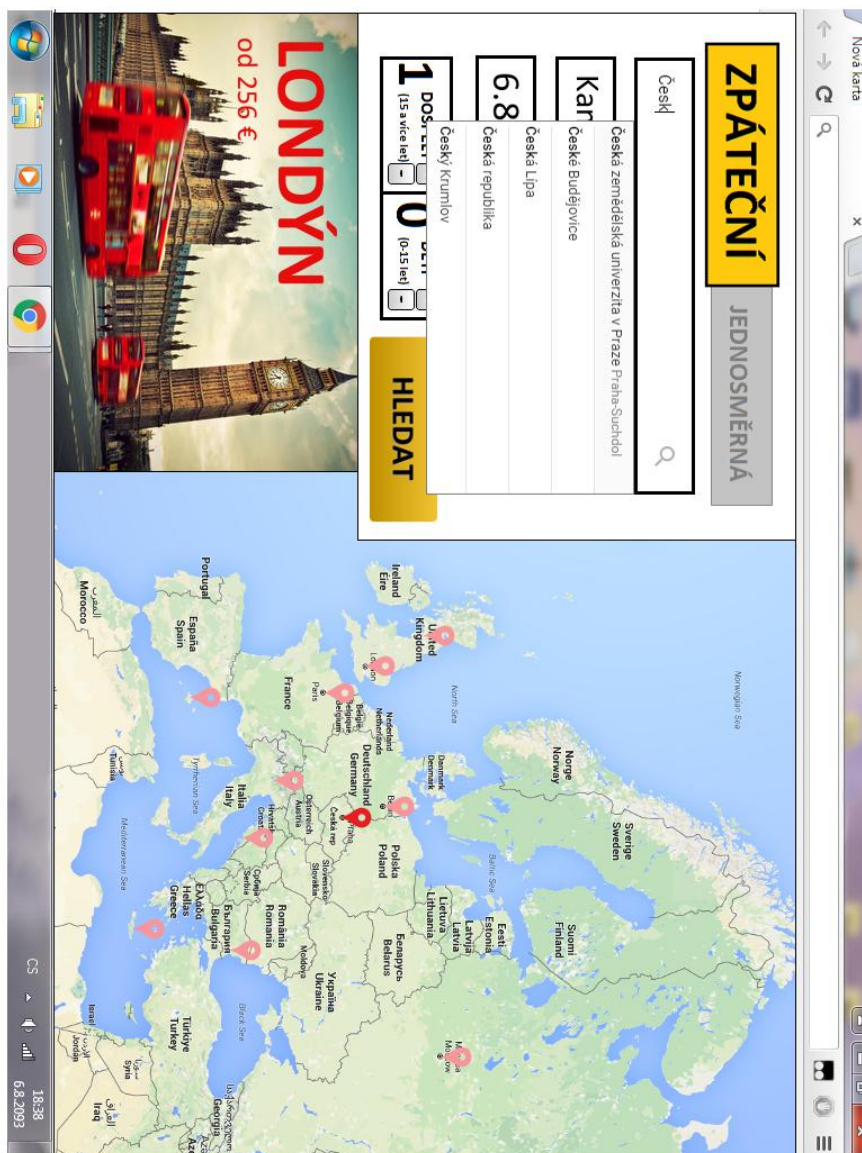 Nová karta
ZPÁTEČNÍ
JEDNOSMĚRNÁ
Česk
Česká zemědělská univerzita v Praze Praha-Suchdol
České Budějovice
Česká Lípa
Česká republika
Český Krumlov
6.8
1
(15 a více let)
-
0
(0-15 let)
-
HLEDAT
LONDÝN
od 256 €
Norwegian Sea
Norge
Norway
Sverige
Sweden
Suomi
Finland
Eesti
Estonia
Latvija
Latvia
Lietuva
Lithuania
Baltic Sea
North Sea
Danmark
Denmark
United
Kingdom
Ireland
Éire
Nederland
Netherlands
België
Belgique
Belgium
Paris
Deutschland
Germany
Polska
Poland
Беларусь
Belarus
Praha
Česká rep
Slovensko
Slovakia
Україна
Ukraine
Moldova
Österreich
Austria
France
România
Romania
Србија
Serbia
България
Bulgaria
Black Sea
Italia
Italy
Tyrrhenian Sea
España
Spain
Portugal
Ελλάδα
Hellas
Greece
Türkiye
Turkey
Georgia
Mediterranean Sea
المغرب
Morocco
تونس
Tunisia
سوريا
Syria
العراق
Iraq
Israel
الأردن
Jordan
CS
18:38
6.8.2093